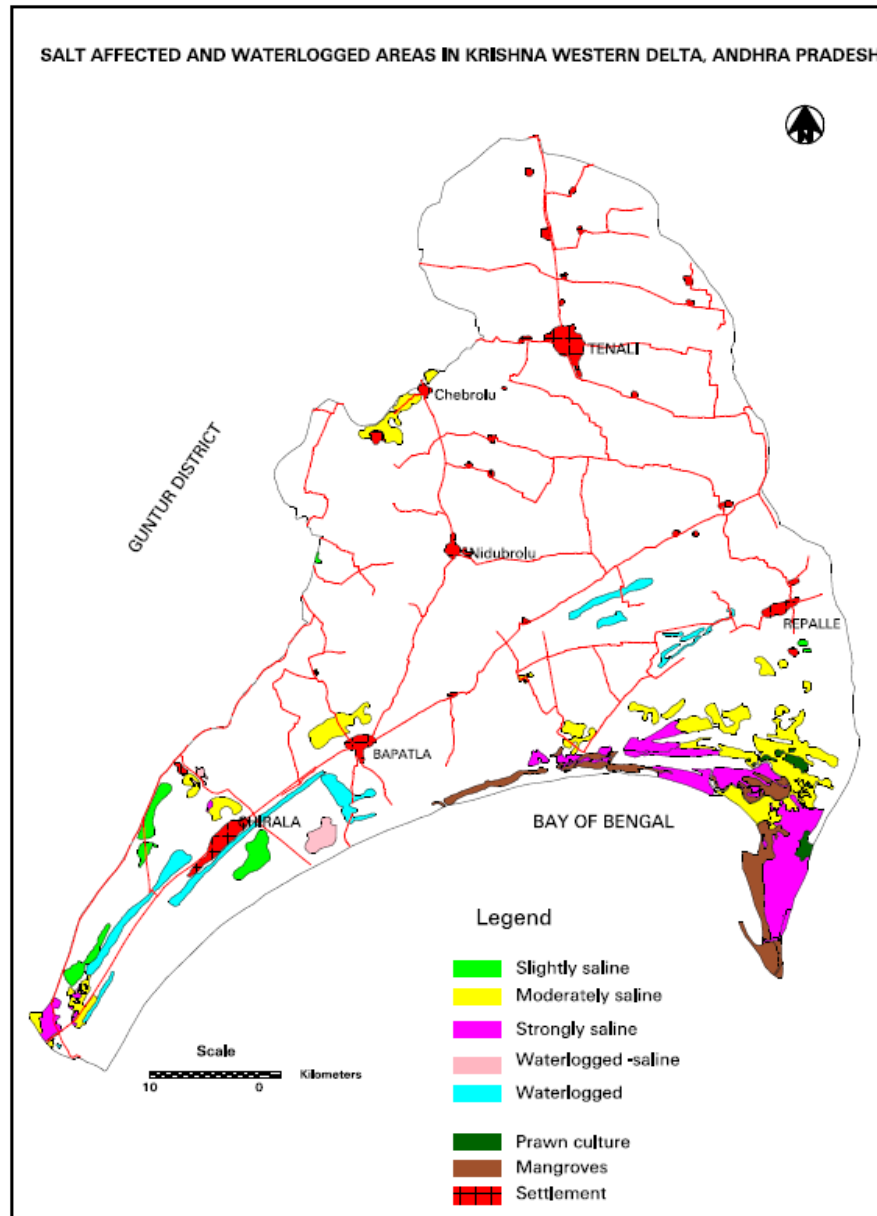 SALT AFFECTED AND WATERLOGGED AREAS IN KRISHNA WESTERN DELTA, ANDHRA PRADESH
N
TENALI
Chebrolu
GUNTUR DISTRICT
Nidubrolu
REPALLE
BAPATLA
CHIRALA
BAY OF BENGAL
Legend
Slightly saline
Moderately saline
Strongly saline
Waterlogged -saline
Waterlogged
Prawn culture
Mangroves
Settlement
Scale
10 0 Kilometers